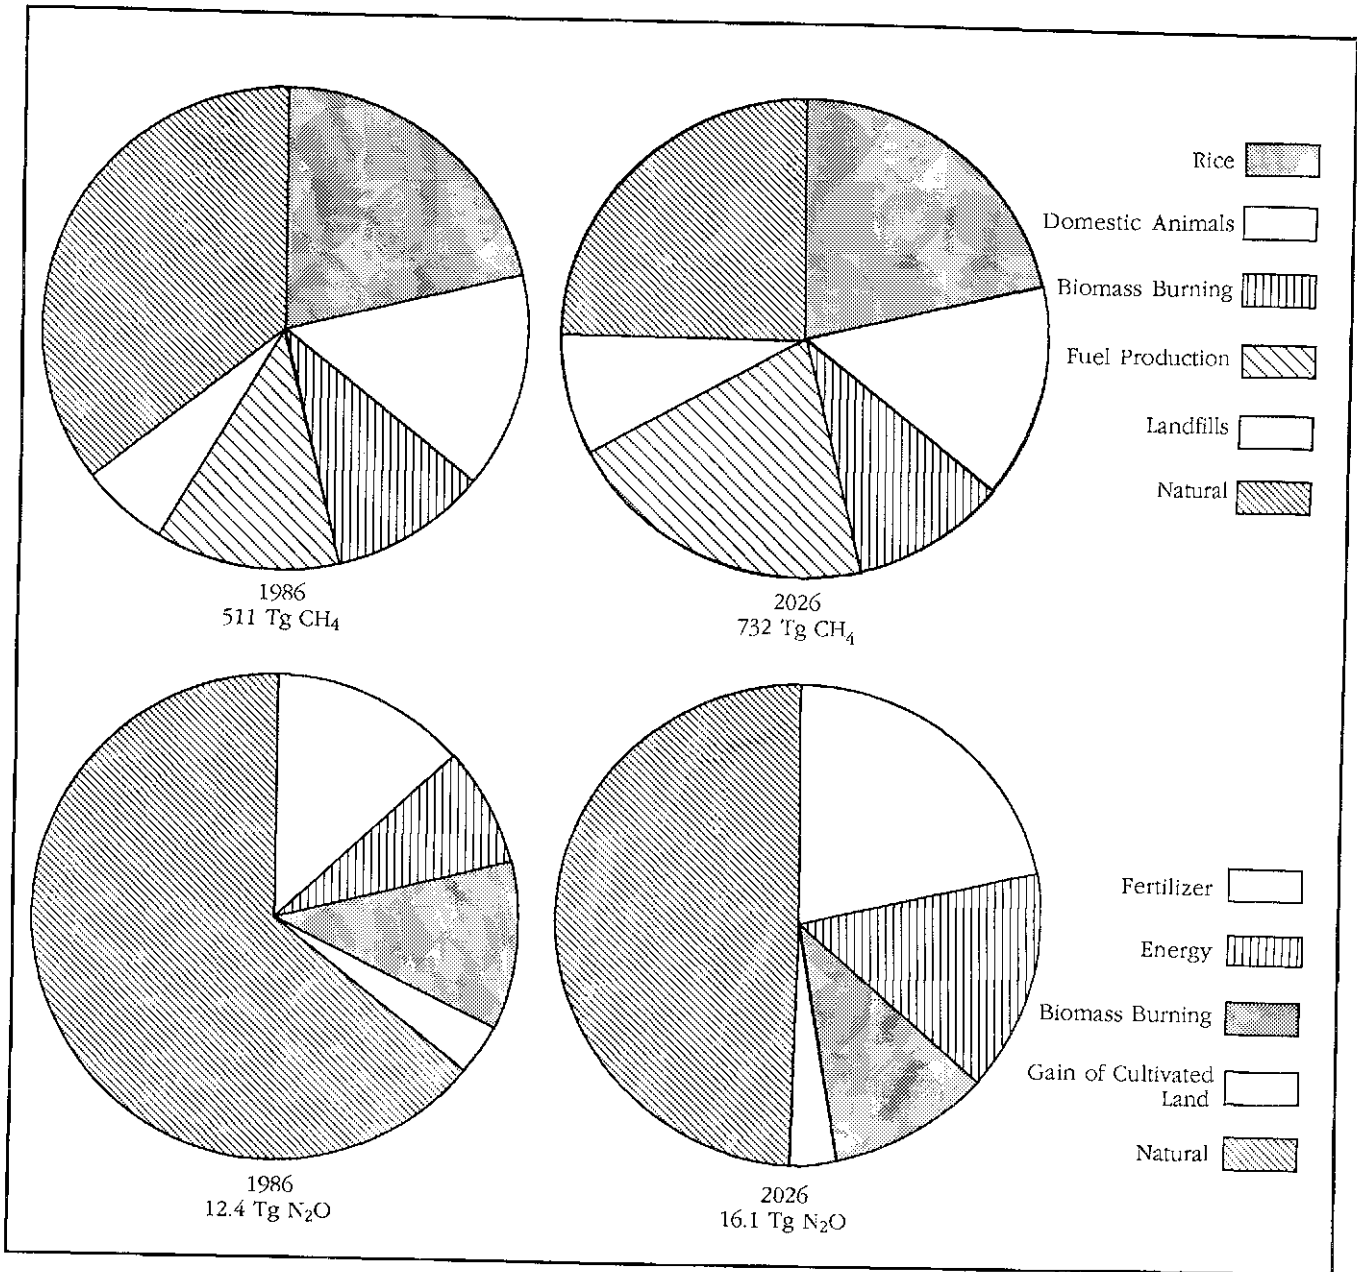 Rice
Domestic Animals
Biomass Burning
Fuel Production
Landfills
Natural
1986
511 Tg CH₄
2026
732 Tg CH₄
Fertilizer
Energy
Biomass Burning
Gain of Cultivated
Land
Natural
1986
12.4 Tg N₂O
2026
16.1 Tg N₂O